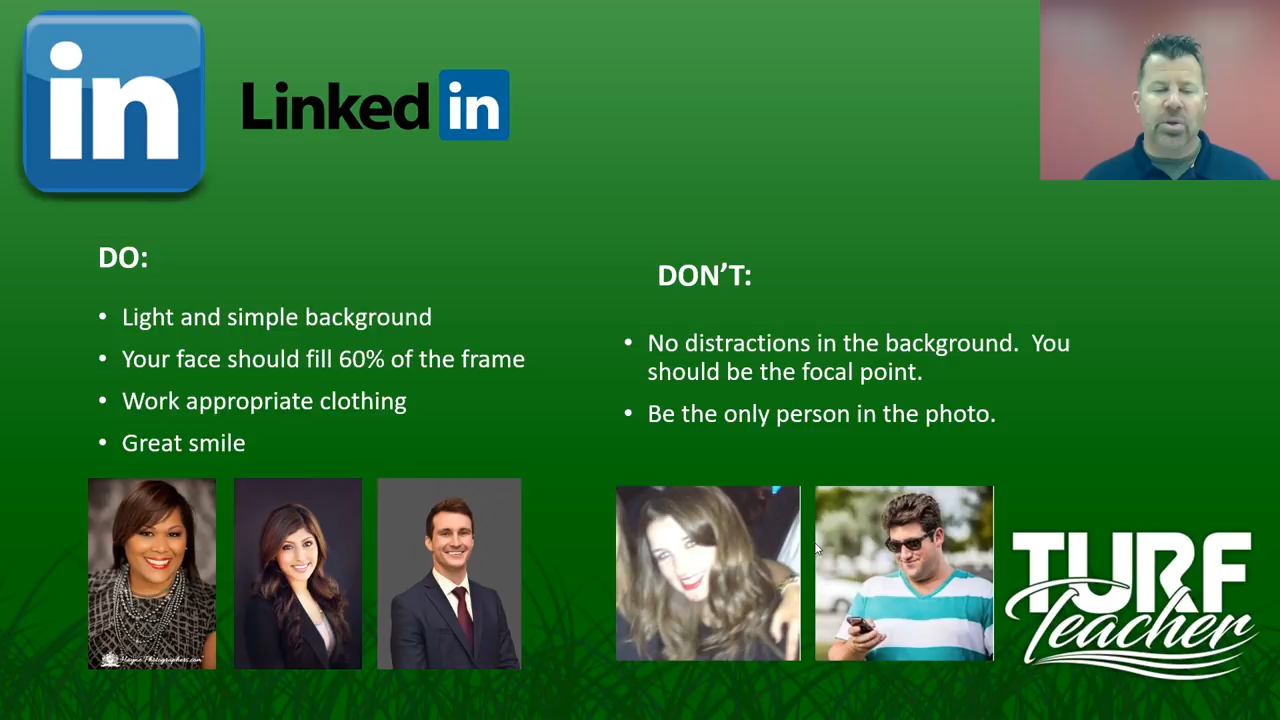 in
Linked in
DO:
• Light and simple background
• Your face should fill 60% of the frame
• Work appropriate clothing
• Great smile
DON’T:
• No distractions in the background.  You
should be the focal point.
• Be the only person in the photo.
TURF
Teacher